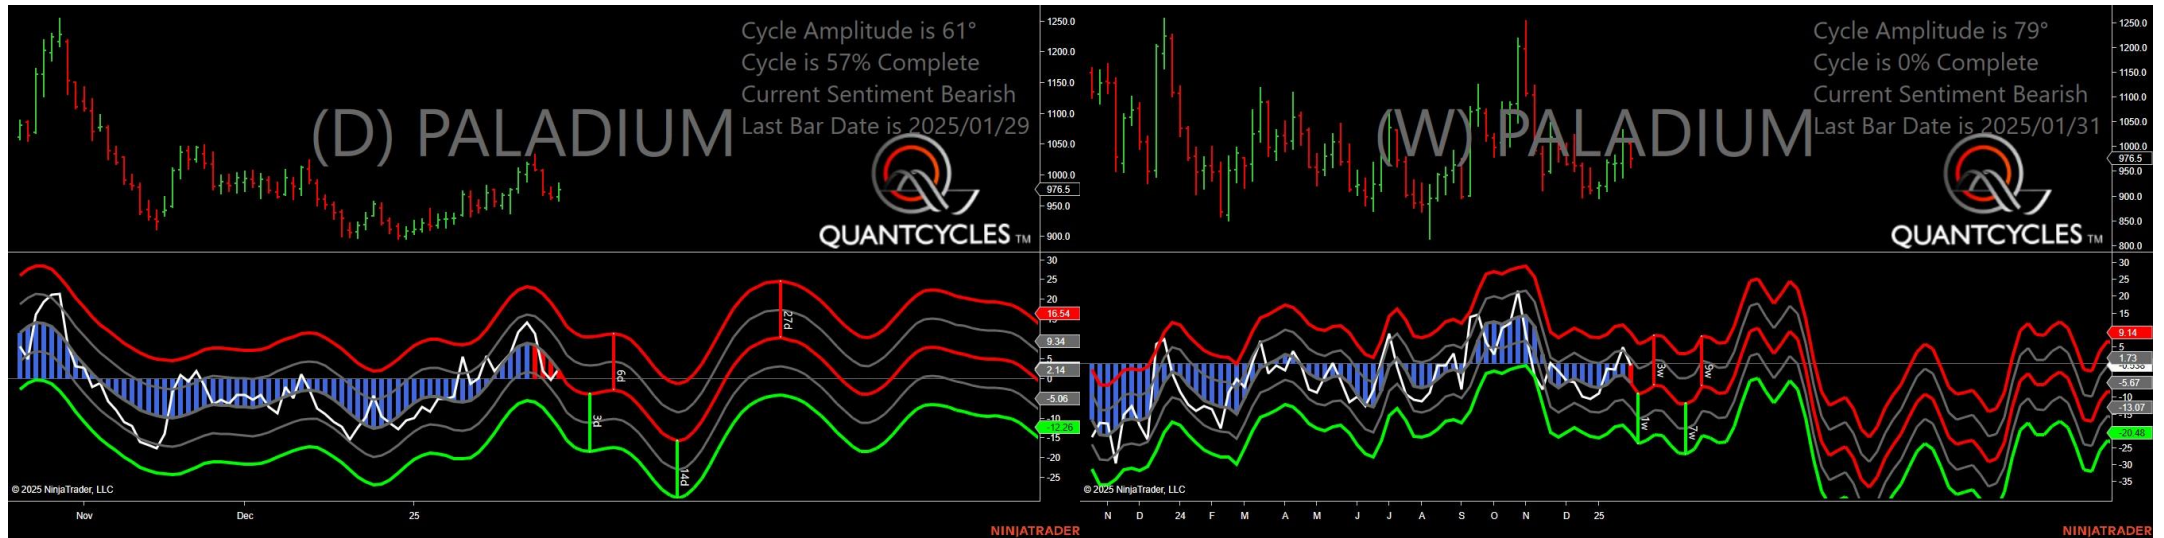 Cycle Amplitude is 61°
Cycle is 57% Complete
Current Sentiment Bearish
Last Bar Date is 2025/01/29
(D) PALADIUM
QUANTCYCLES TM
1250.0
1200.0
1150.0
1100.0
1050.0
1000.0
976.5
950.0
900.0
30
25
20
16.54
9.34
5
2.14
0
-5.06
-10
-12.26
-15
-20
-25
3d
6d
14d
27d
© 2025 NinjaTrader, LLC
Nov
Dec
25
NINJATRADER
Cycle Amplitude is 79°
Cycle is 0% Complete
Current Sentiment Bearish
Last Bar Date is 2025/01/31
(W) PALADIUM
QUANTCYCLES TM
1250.0
1200.0
1150.0
1100.0
1050.0
1000.0
976.5
950.0
900.0
850.0
800.0
30
25
20
15
9.14
5
1.73
-5.67
-10
-13.07
-15
-20.48
-25
-30
-35
1w
3w
7w
9w
© 2025 NinjaTrader, LLC
N D 24 F M A M J J A S O N D 25
NINJATRADER